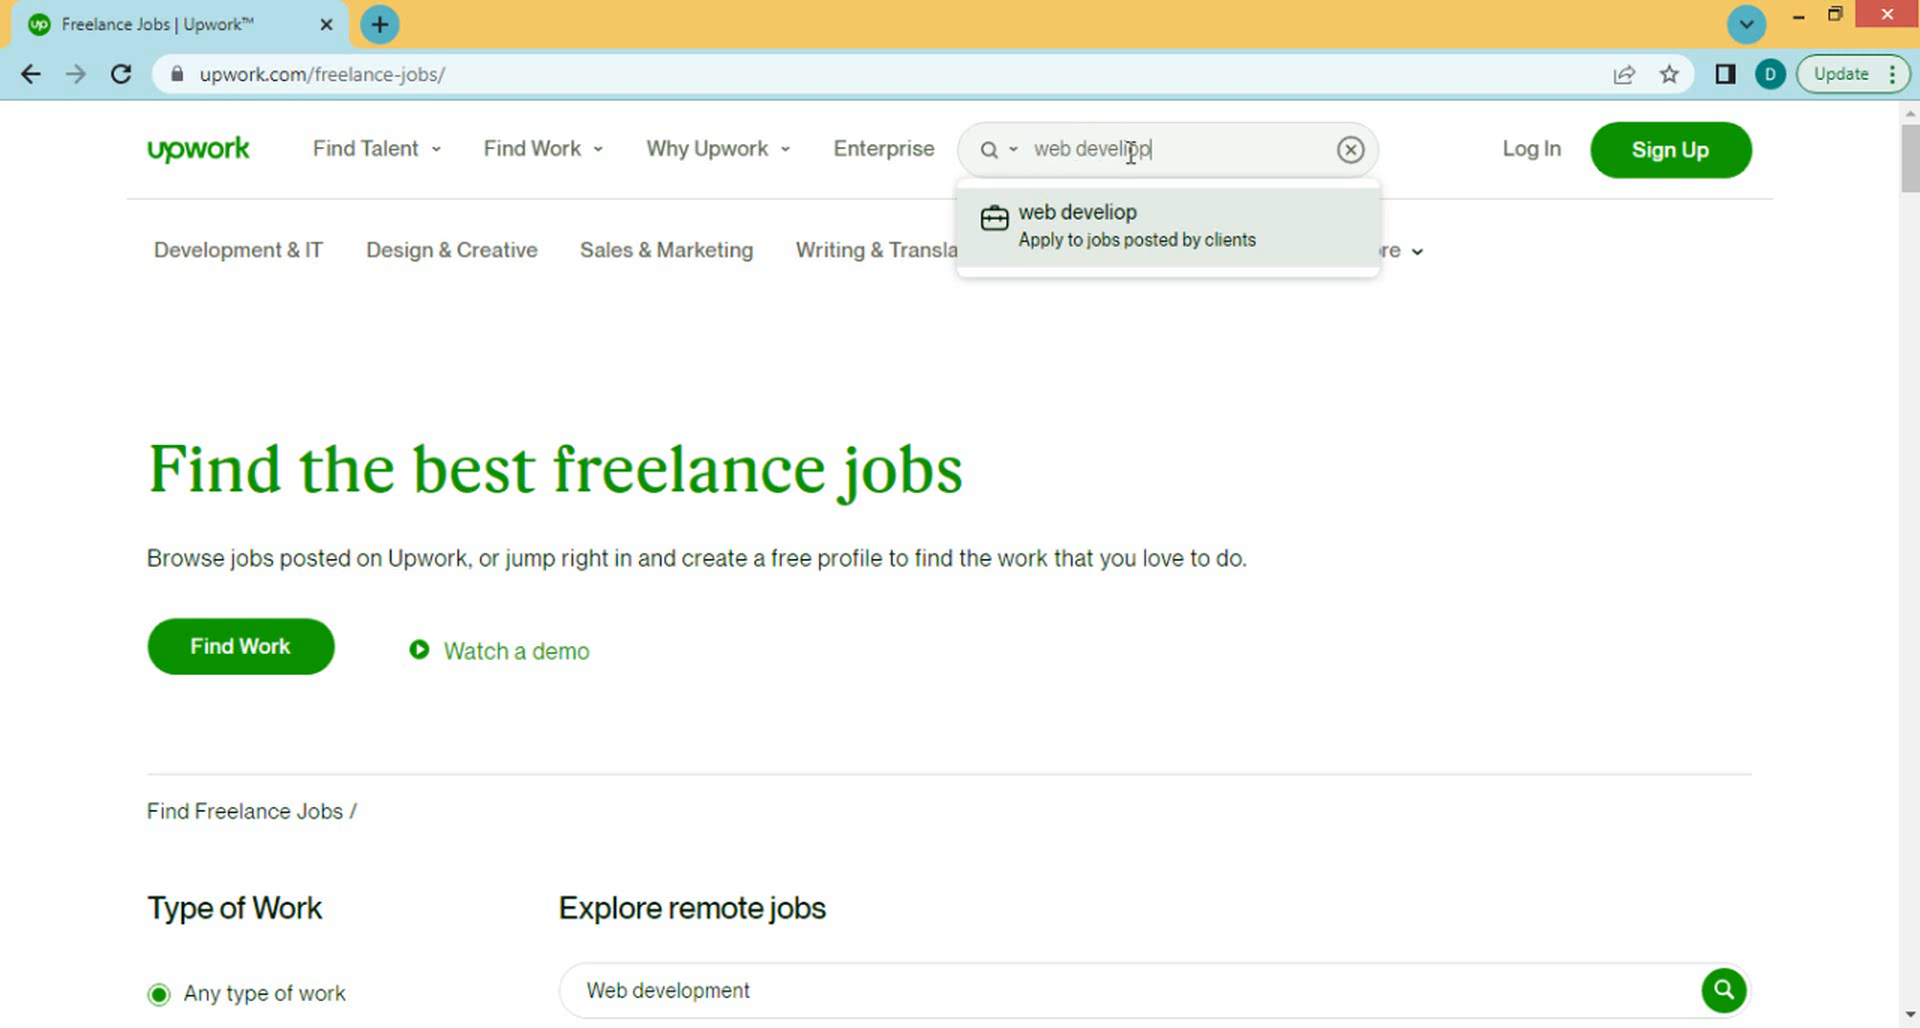 up Freelance Jobs | Upwork™
upwork.com/freelance-jobs/
D
Update
upwork
Find Talent
Find Work
Why Upwork
Enterprise
web develiop
Log In
Sign Up
web develiop
Apply to jobs posted by clients
Development & IT
Design & Creative
Sales & Marketing
Writing & Transla
re
Find the best freelance jobs
Browse jobs posted on Upwork, or jump right in and create a free profile to find the work that you love to do.
Find Work
Watch a demo
Find Freelance Jobs /
Type of Work
Explore remote jobs
Any type of work
Web development